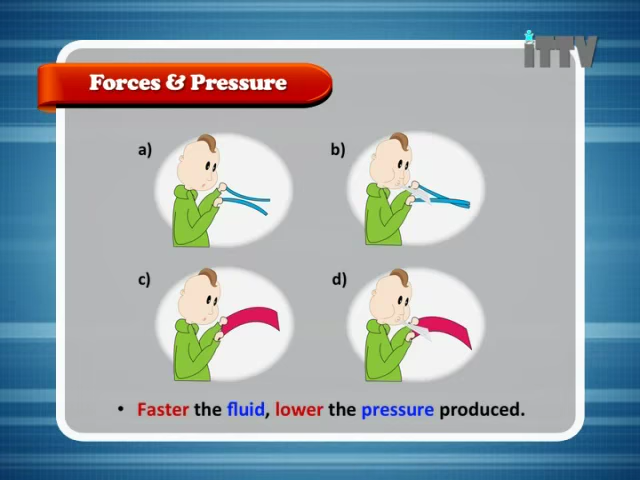 iTTV
Forces & Pressure
a)
b)
c)
d)
• Faster the fluid, lower the pressure produced.